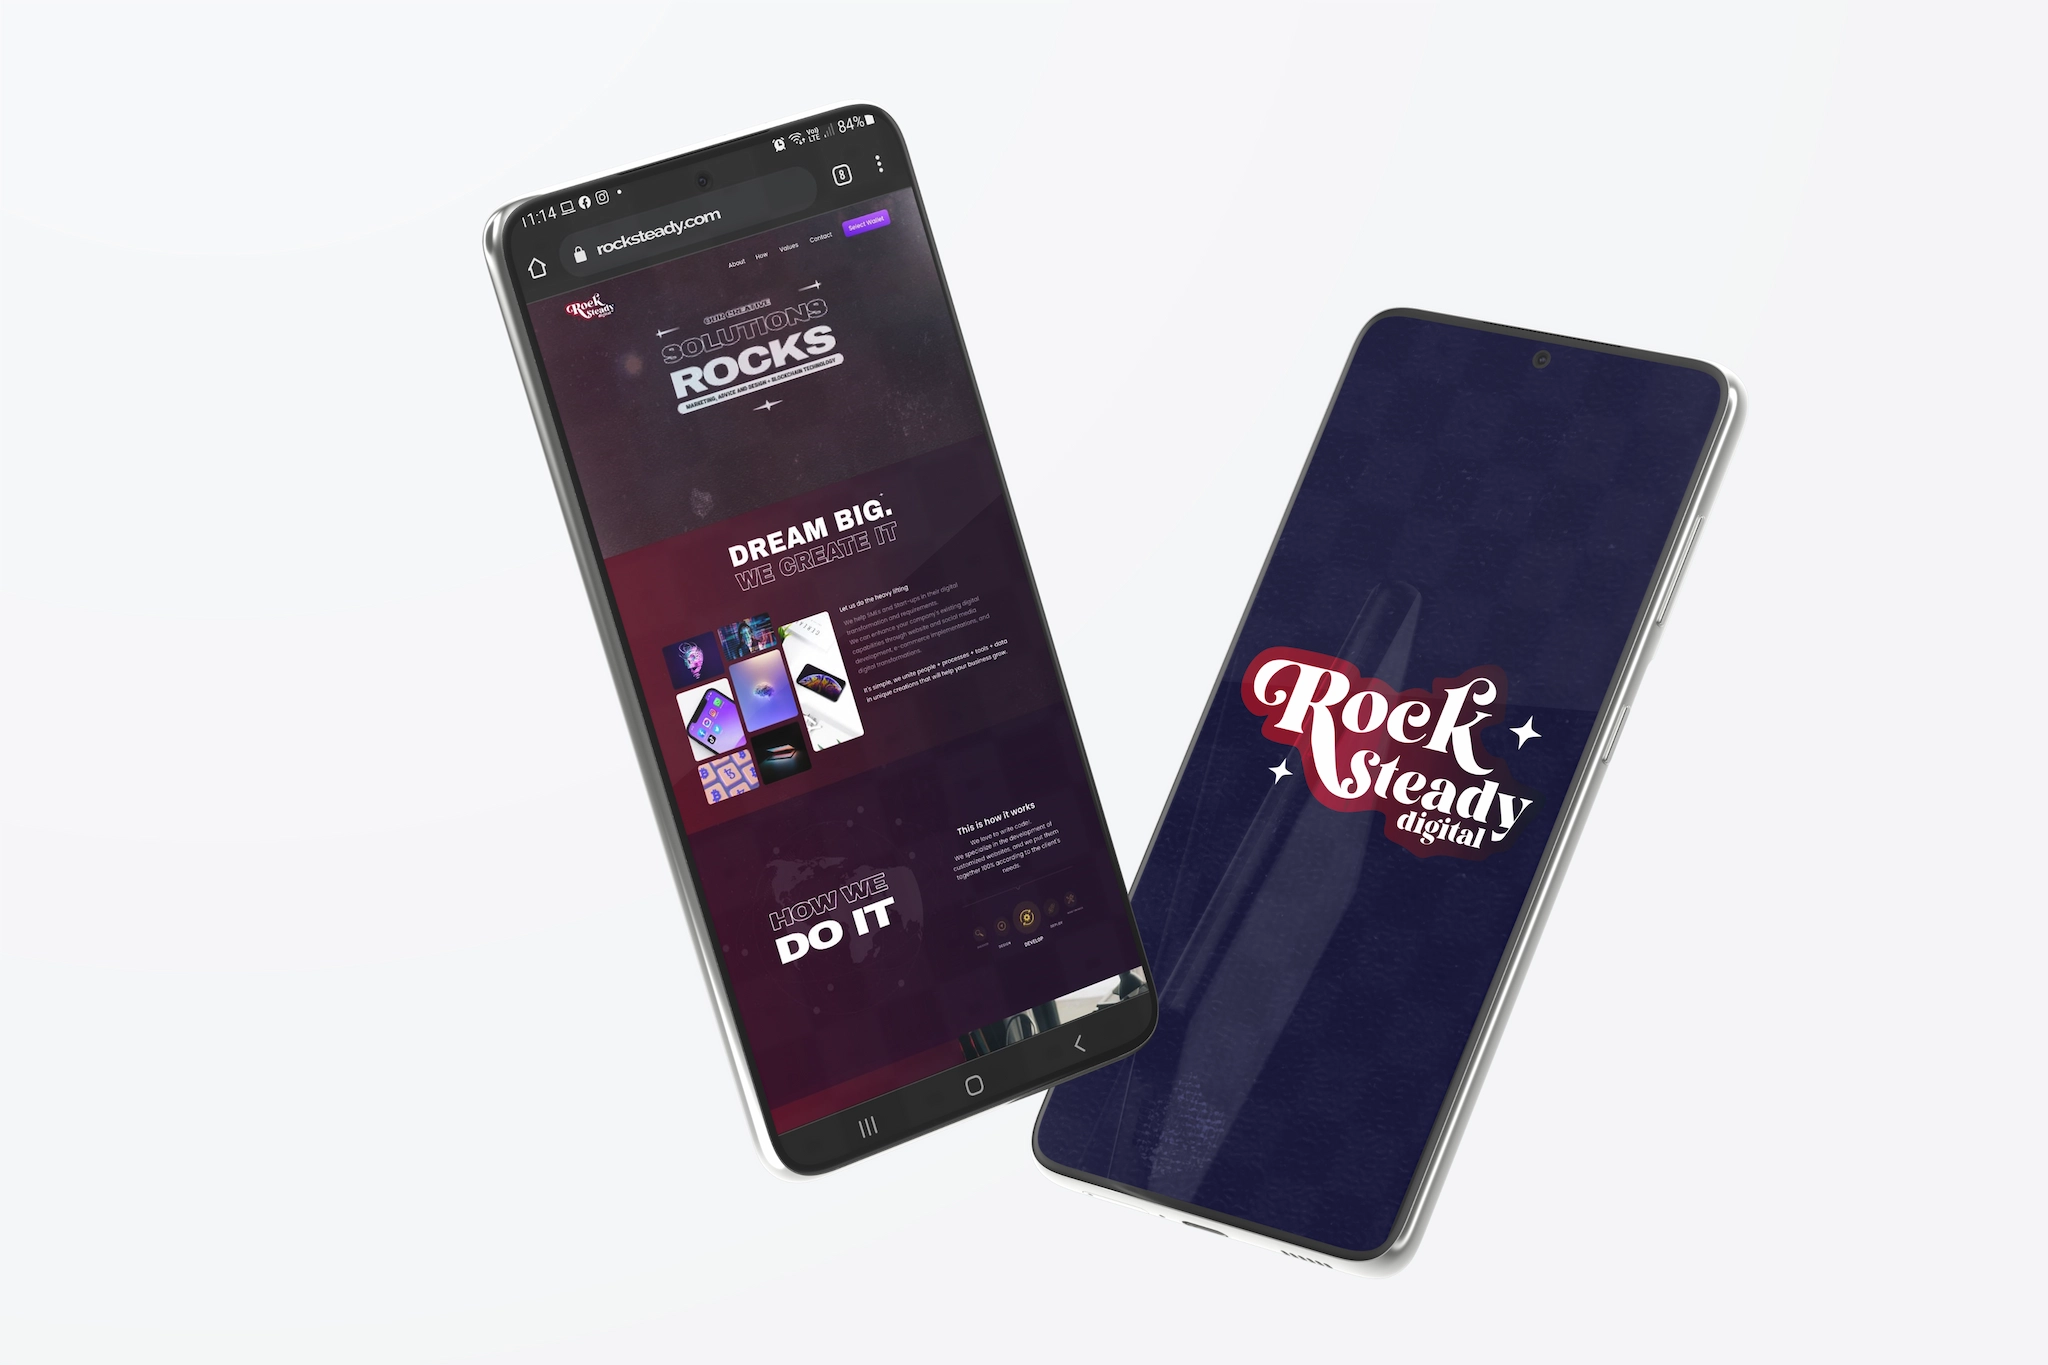 11:14
Vo))
LTE
84%
rocksteady.com
8
About
How
Values
Contact
Select Wallet
Rock
Steady
digital
OUR CREATIVE
SOLUTIONS
ROCKS
MARKETING, ADVICE AND DESIGN + BLOCKCHAIN TECHNOLOGY
DREAM BIG.
WE CREATE IT
Let us do the heavy lifting
We help SMEs and Start-ups in their digital
transformation and requirements.
We can enhance your company's existing digital
capabilities through website and social media
development, e-commerce implementations, and
digital transformations.
It's simple, we unite people + processes + tools + data
in unique creations that will help your business grow.
HOW WE
DO IT
This is how it works
We love to write code!.
We specialize in the development of
customized websites, and we put them
together 100% according to the client's
needs.
DESIGN
DEVELOP
Rock
Steady
digital